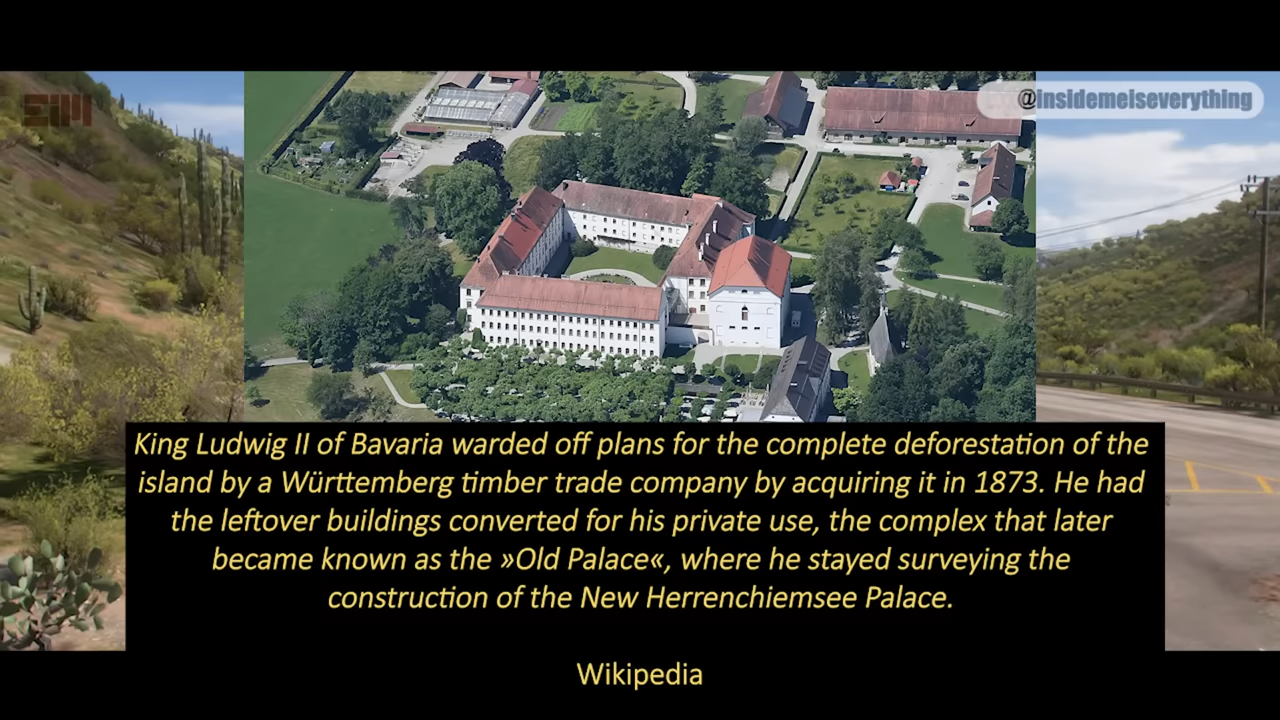 EIM
@insidemeiseverything
King Ludwig II of Bavaria warded off plans for the complete deforestation of the
island by a Württemberg timber trade company by acquiring it in 1873. He had
the leftover buildings converted for his private use, the complex that later
became known as the »Old Palace«, where he stayed surveying the
construction of the New Herrenchiemsee Palace.
Wikipedia